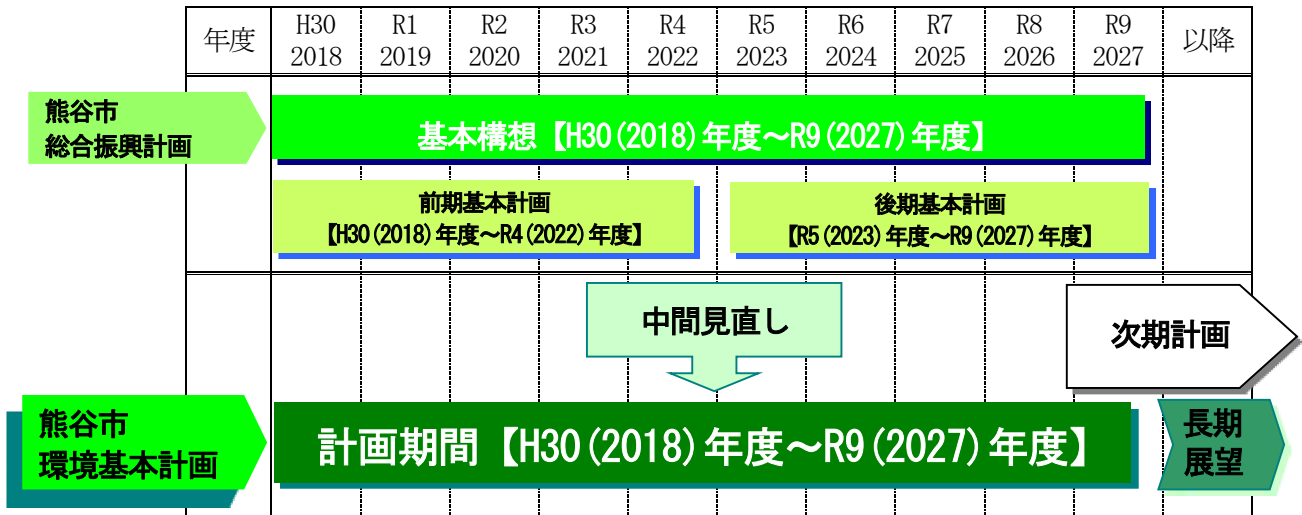 年度 H30 R1 R2 R3 R4 R5 R6 R7 R8 R9 以降
2018 2019 2020 2021 2022 2023 2024 2025 2026 2027
熊谷市
総合振興計画
基本構想【H30(2018)年度~R9(2027)年度】
前期基本計画
【H30(2018)年度~R4(2022)年度】
後期基本計画
【R5(2023)年度~R9(2027)年度】
中間見直し
次期計画
熊谷市
環境基本計画
計画期間【H30(2018)年度~R9(2027)年度】
長期
展望